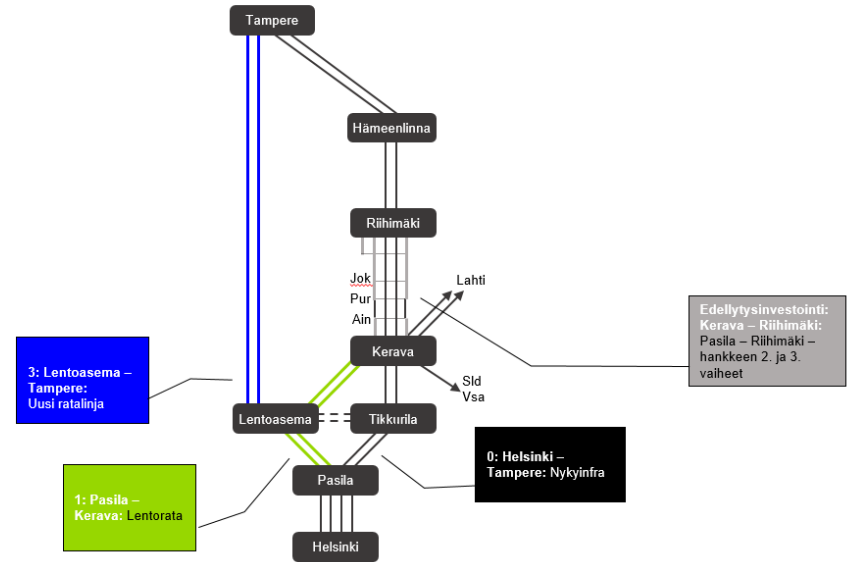 Tampere
Hämeenlinna
Riihimäki
Jok
Pur
Ain
Lahti
Kerava
Sld
Vsa
Lentoasema
Tikkurila
Pasila
Helsinki
Edellytysinvestointi:
Kerava – Riihimäki:
Pasila – Riihimäki –
hankkeen 2. ja 3.
vaiheet
3: Lentoasema –
Tampere:
Uusi ratalinja
0: Helsinki –
Tampere: Nykyinfra
1: Pasila –
Kerava: Lentorata